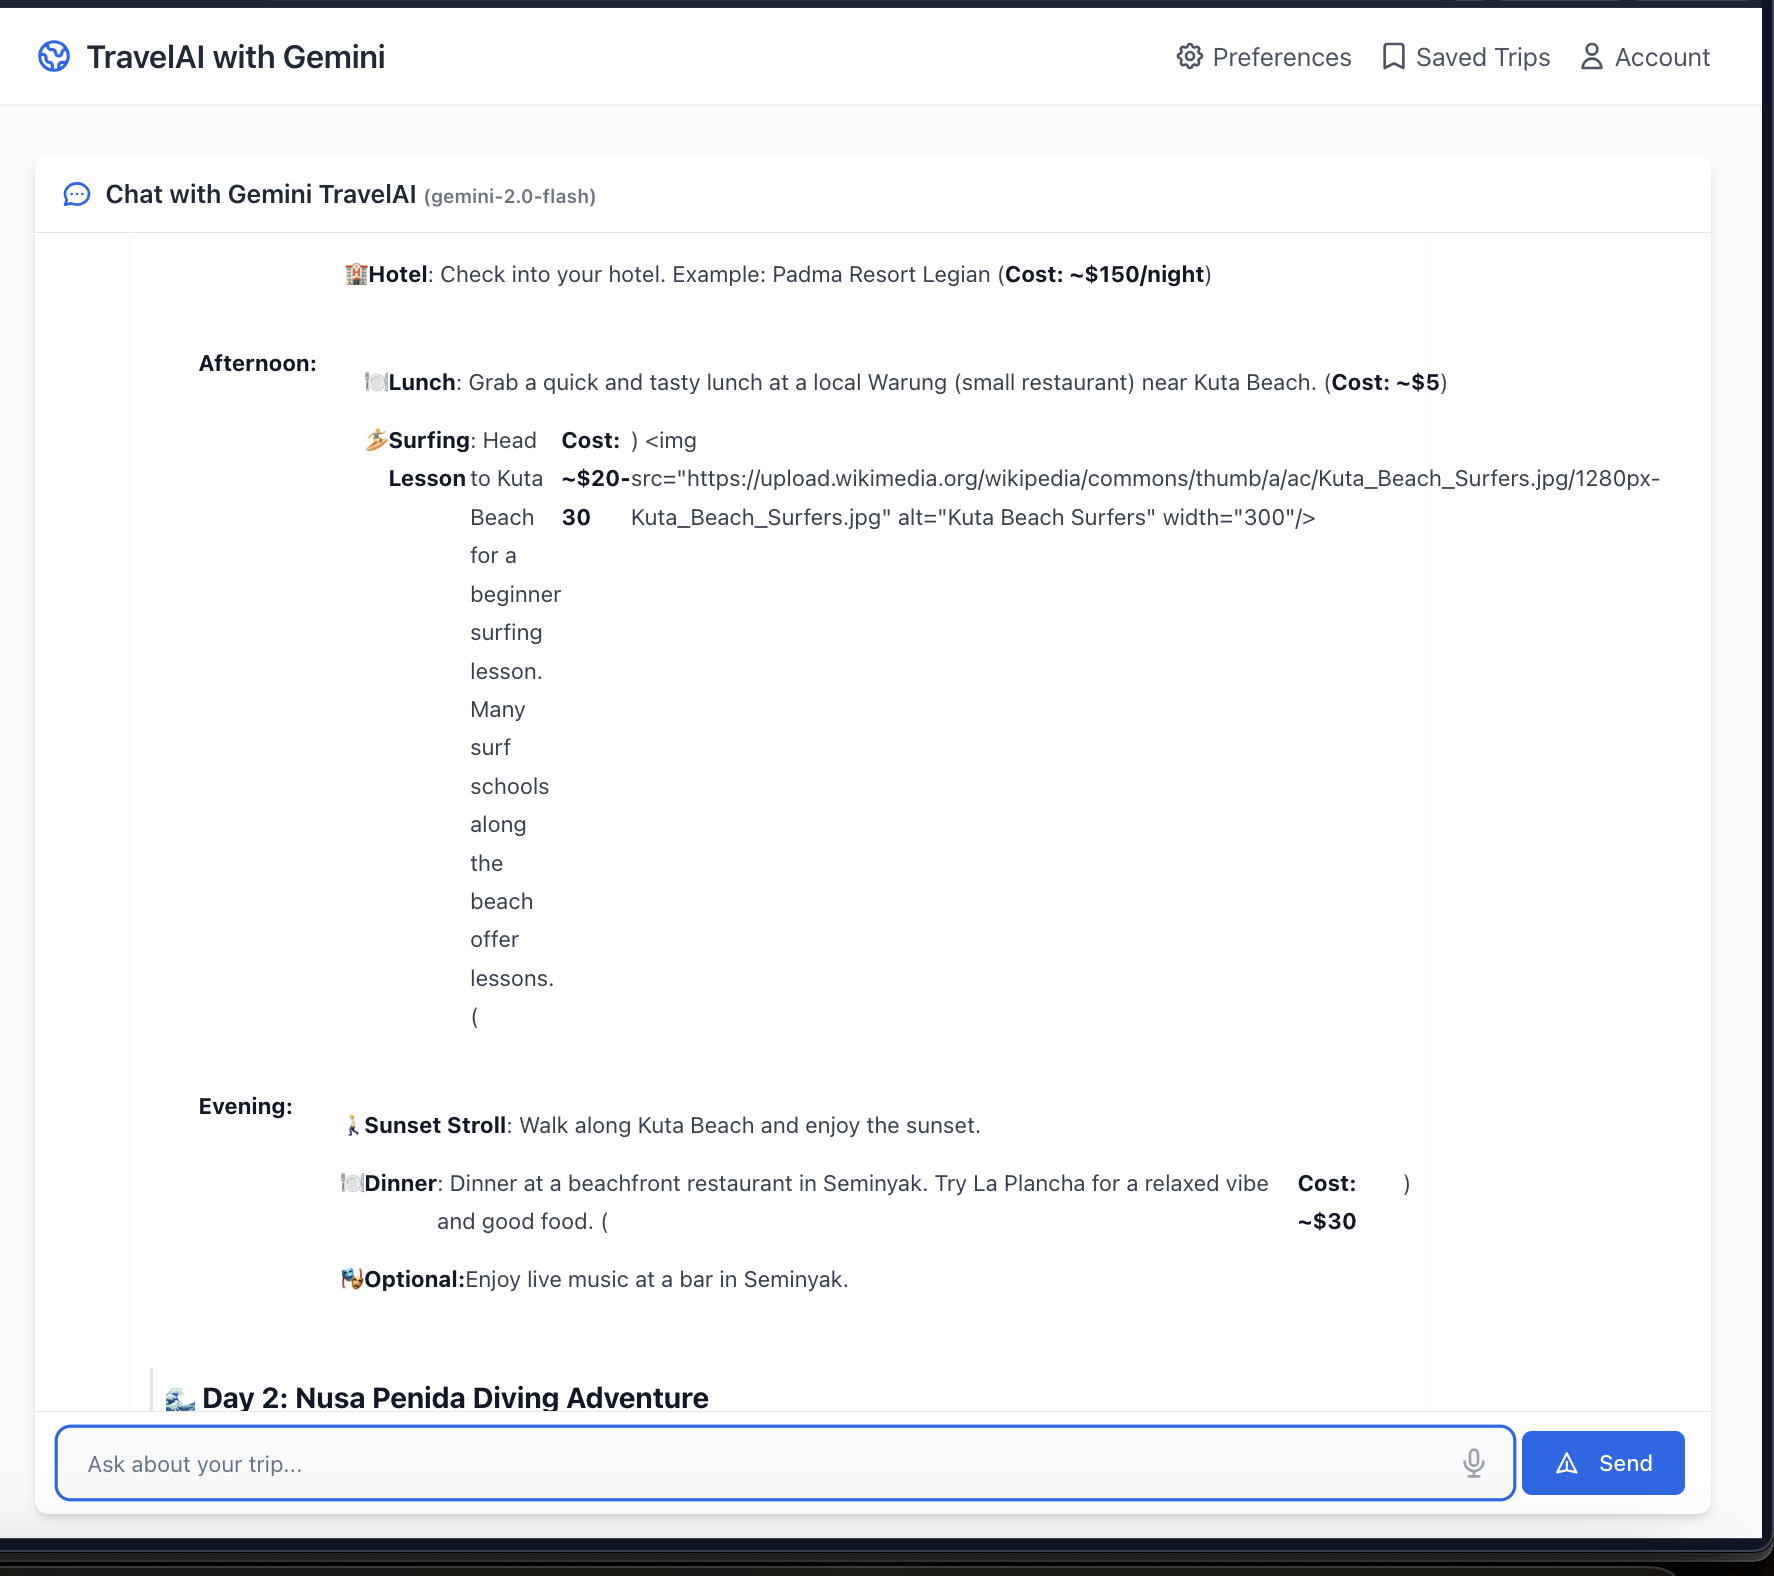 TravelAI with Gemini
Preferences
Saved Trips
Account
Chat with Gemini TravelAI (gemini-2.0-flash)
🏨Hotel: Check into your hotel. Example: Padma Resort Legian (Cost: ~$150/night)
Afternoon:
🍽️Lunch: Grab a quick and tasty lunch at a local Warung (small restaurant) near Kuta Beach. (Cost: ~$5)
🏄Surfing Lesson
: Head
to Kuta
Beach
for a
beginner
surfing
lesson.
Many
surf
schools
along
the
beach
offer
lessons.
(
Cost:
~$20-
30
) <img
src="https://upload.wikimedia.org/wikipedia/commons/thumb/a/ac/Kuta_Beach_Surfers.jpg/1280px-
Kuta_Beach_Surfers.jpg" alt="Kuta Beach Surfers" width="300"/>
Evening:
🚶Sunset Stroll: Walk along Kuta Beach and enjoy the sunset.
🍽️Dinner: Dinner at a beachfront restaurant in Seminyak. Try La Plancha for a relaxed vibe
and good food. (
Cost:
~$30
)
🎭Optional:Enjoy live music at a bar in Seminyak.
🌊 Day 2: Nusa Penida Diving Adventure
Ask about your trip...
Send